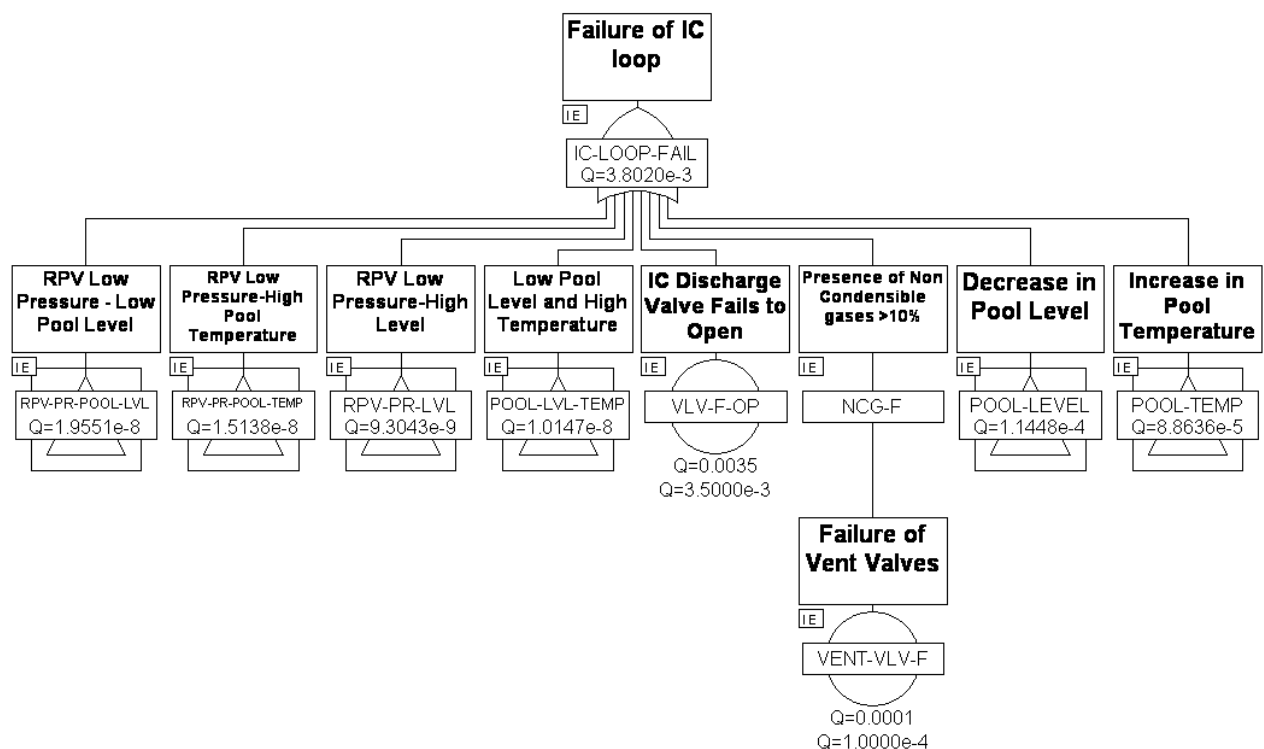 Failure of IC
loop
IE
IC-LOOP-FAIL
Q=3.8020e-3
RPV Low
Pressure - Low
Pool Level
IE
RPV-PR-POOL-LVL
Q=1.9551e-8
RPV Low
Pressure-High
Pool
Temperature
IE
RPV-PR-POOL-TEMP
Q=1.5138e-8
RPV Low
Pressure-High
Level
IE
RPV-PR-LVL
Q=9.3043e-9
Low Pool
Level and High
Temperature
IE
POOL-LVL-TEMP
Q=1.0147e-8
IC Discharge
Valve Fails to
Open
IE
VLV-F-OP
Q=0.0035
Q=3.5000e-3
Presence of Non
Condensible
gases >10%
IE
NCG-F
Failure of
Vent Valves
IE
VENT-VLV-F
Q=0.0001
Q=1.0000e-4
Decrease in
Pool Level
IE
POOL-LEVEL
Q=1.1448e-4
Increase in
Pool
Temperature
IE
POOL-TEMP
Q=8.8636e-5